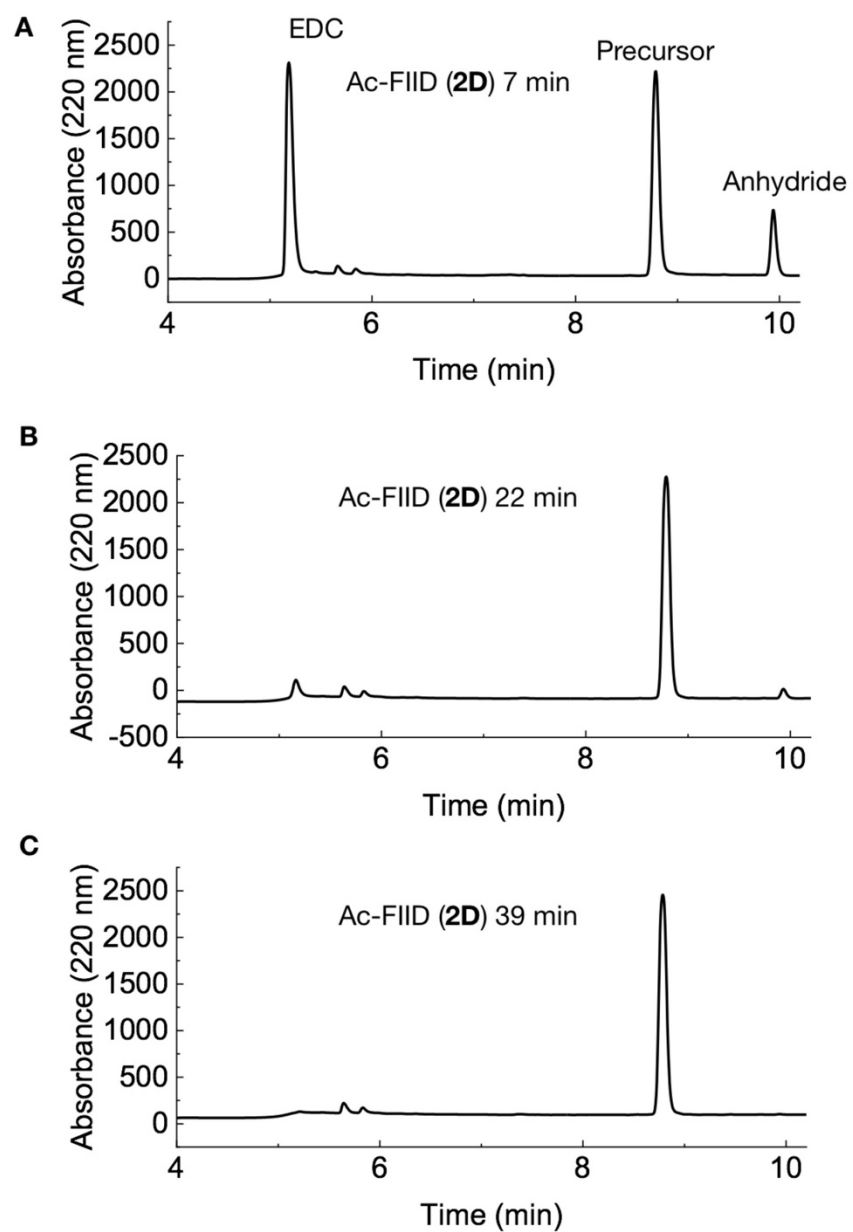 A
EDC
Precursor
Ac-FIID (2D) 7 min
Anhydride
Absorbance (220 nm)
2500
2000
1500
1000
500
0
4 6 8 10
Time (min)
B
Ac-FIID (2D) 22 min
Absorbance (220 nm)
2500
2000
1500
1000
500
0
-500
4 6 8 10
Time (min)
C
Ac-FIID (2D) 39 min
Absorbance (220 nm)
2500
2000
1500
1000
500
0
4 6 8 10
Time (min)